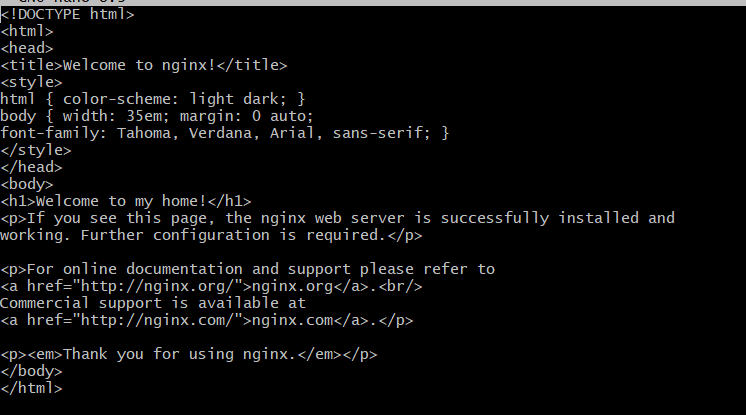 <!DOCTYPE html>
<html>
<head>
<title>Welcome to nginx!</title>
<style>
html { color-scheme: light dark; }
body { width: 35em; margin: 0 auto;
font-family: Tahoma, Verdana, Arial, sans-serif; }
</style>
</head>
<body>
<h1>Welcome to my home!</h1>
<p>If you see this page, the nginx web server is successfully installed and
working. Further configuration is required.</p>

<p>For online documentation and support please refer to
<a href="http://nginx.org/">nginx.org</a>.<br/>
Commercial support is available at
<a href="http://nginx.com/">nginx.com</a>.</p>

<p><em>Thank you for using nginx.</em></p>
</body>
</html>